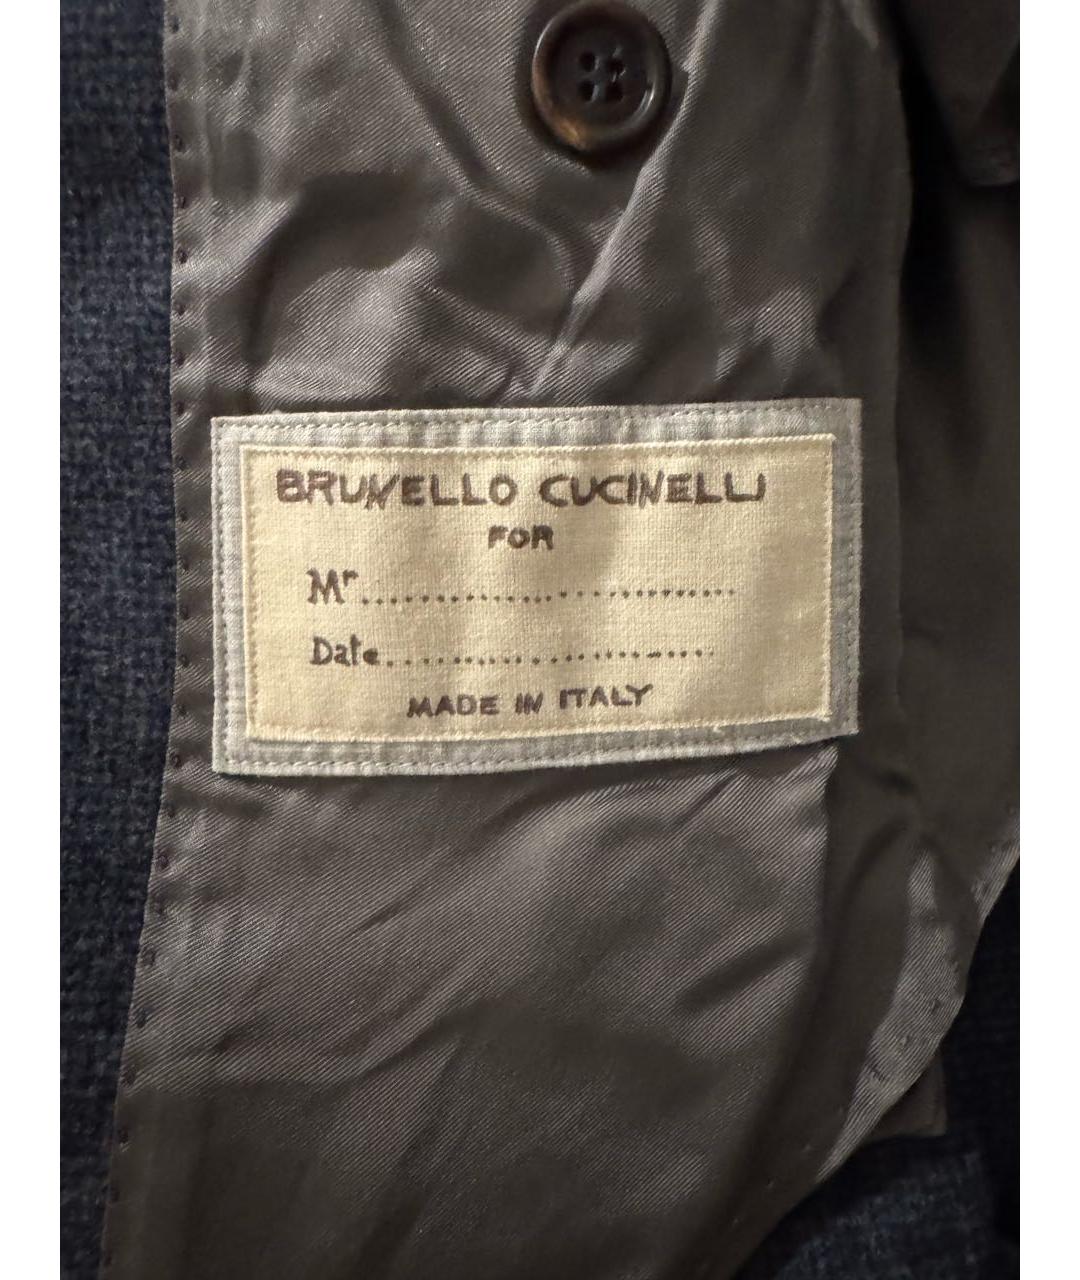 BRUNELLO CUCINELLI
FOR
Mr.........................
Date.......................
MADE IN ITALY